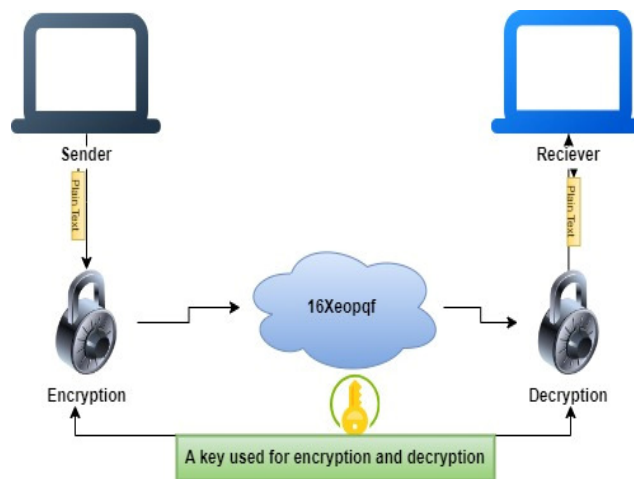 Sender
Reciever
Plain Text
Plain Text
16Xeopqf
Encryption
Decryption
A key used for encryption and decryption